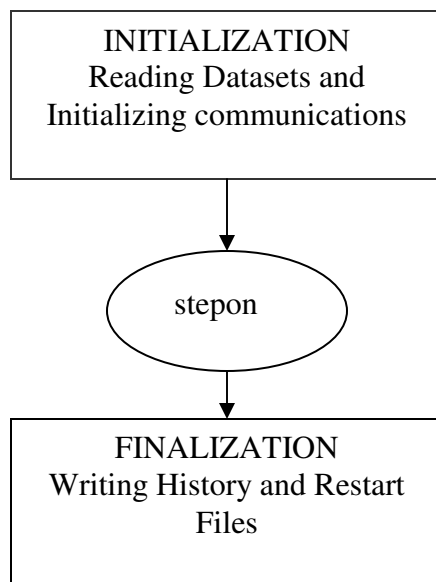 INITIALIZATION
Reading Datasets and
Initializing communications
stepon
FINALIZATION
Writing History and Restart
Files